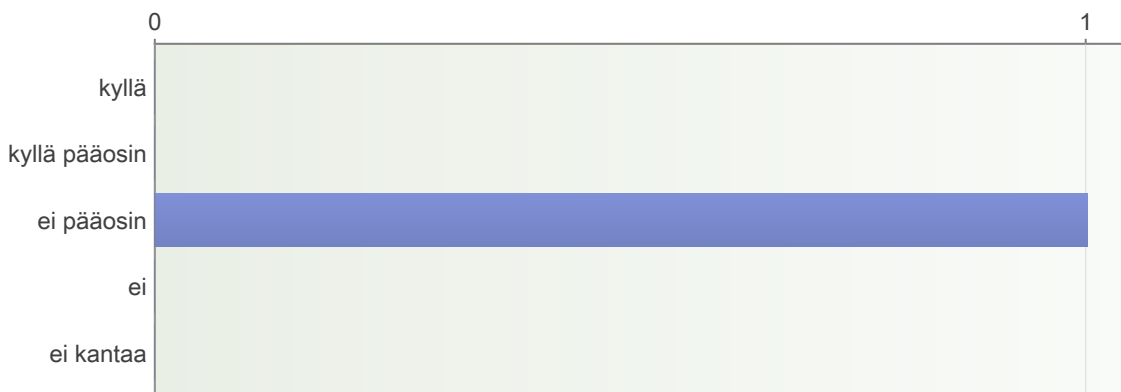 0 1
kyllä
kyllä pääosin
ei pääosin
ei
ei kantaa